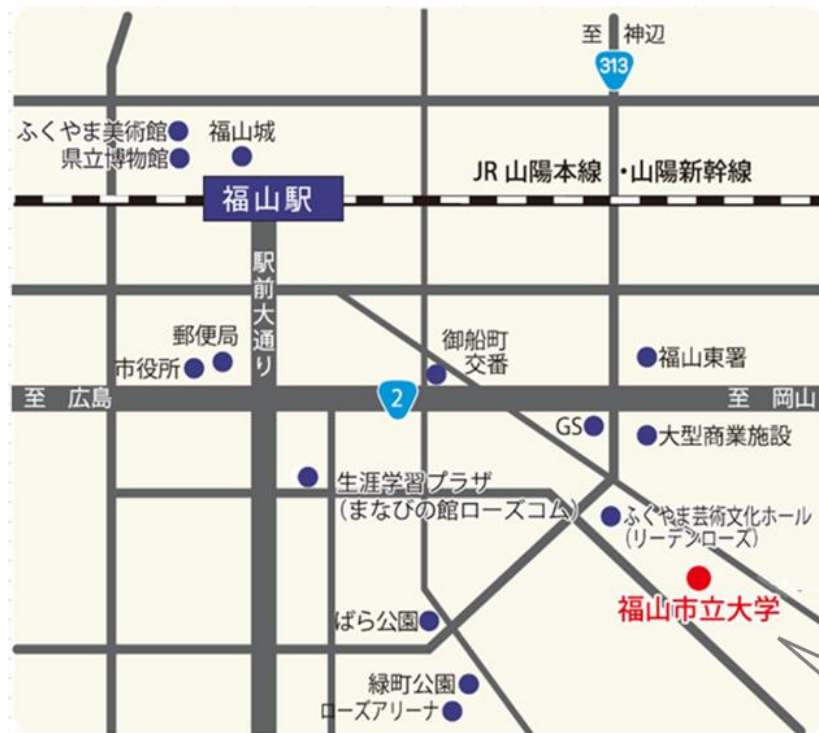 至 神辺
313
ふくやま美術館
福山城
県立博物館
JR 山陽本線・山陽新幹線
福山駅
駅前大通り
郵便局
市役所
御船町
交番
福山東署
至 広島
2
至 岡山
GS
大型商業施設
生涯学習プラザ
(まなびの館ローズコム)
ふくやま芸術文化ホール
(リーデンローズ)
福山市立大学
ばら公園
緑町公園
ローズアリーナ